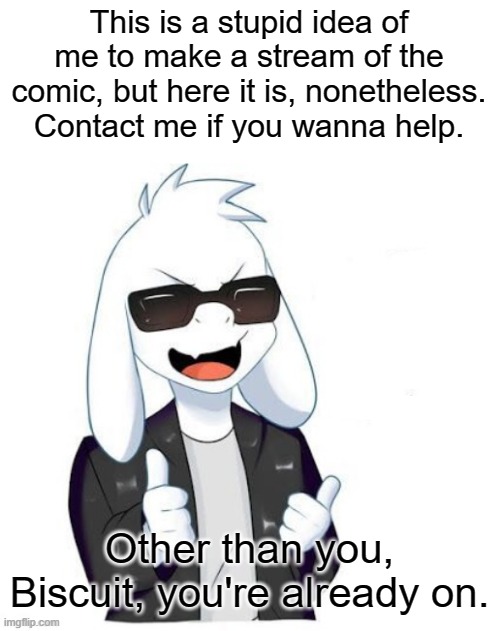 This is a stupid idea of
me to make a stream of the
comic, but here it is, nonetheless.
Contact me if you wanna help.
Other than you,
Biscuit, you're already on.
imgflip.com